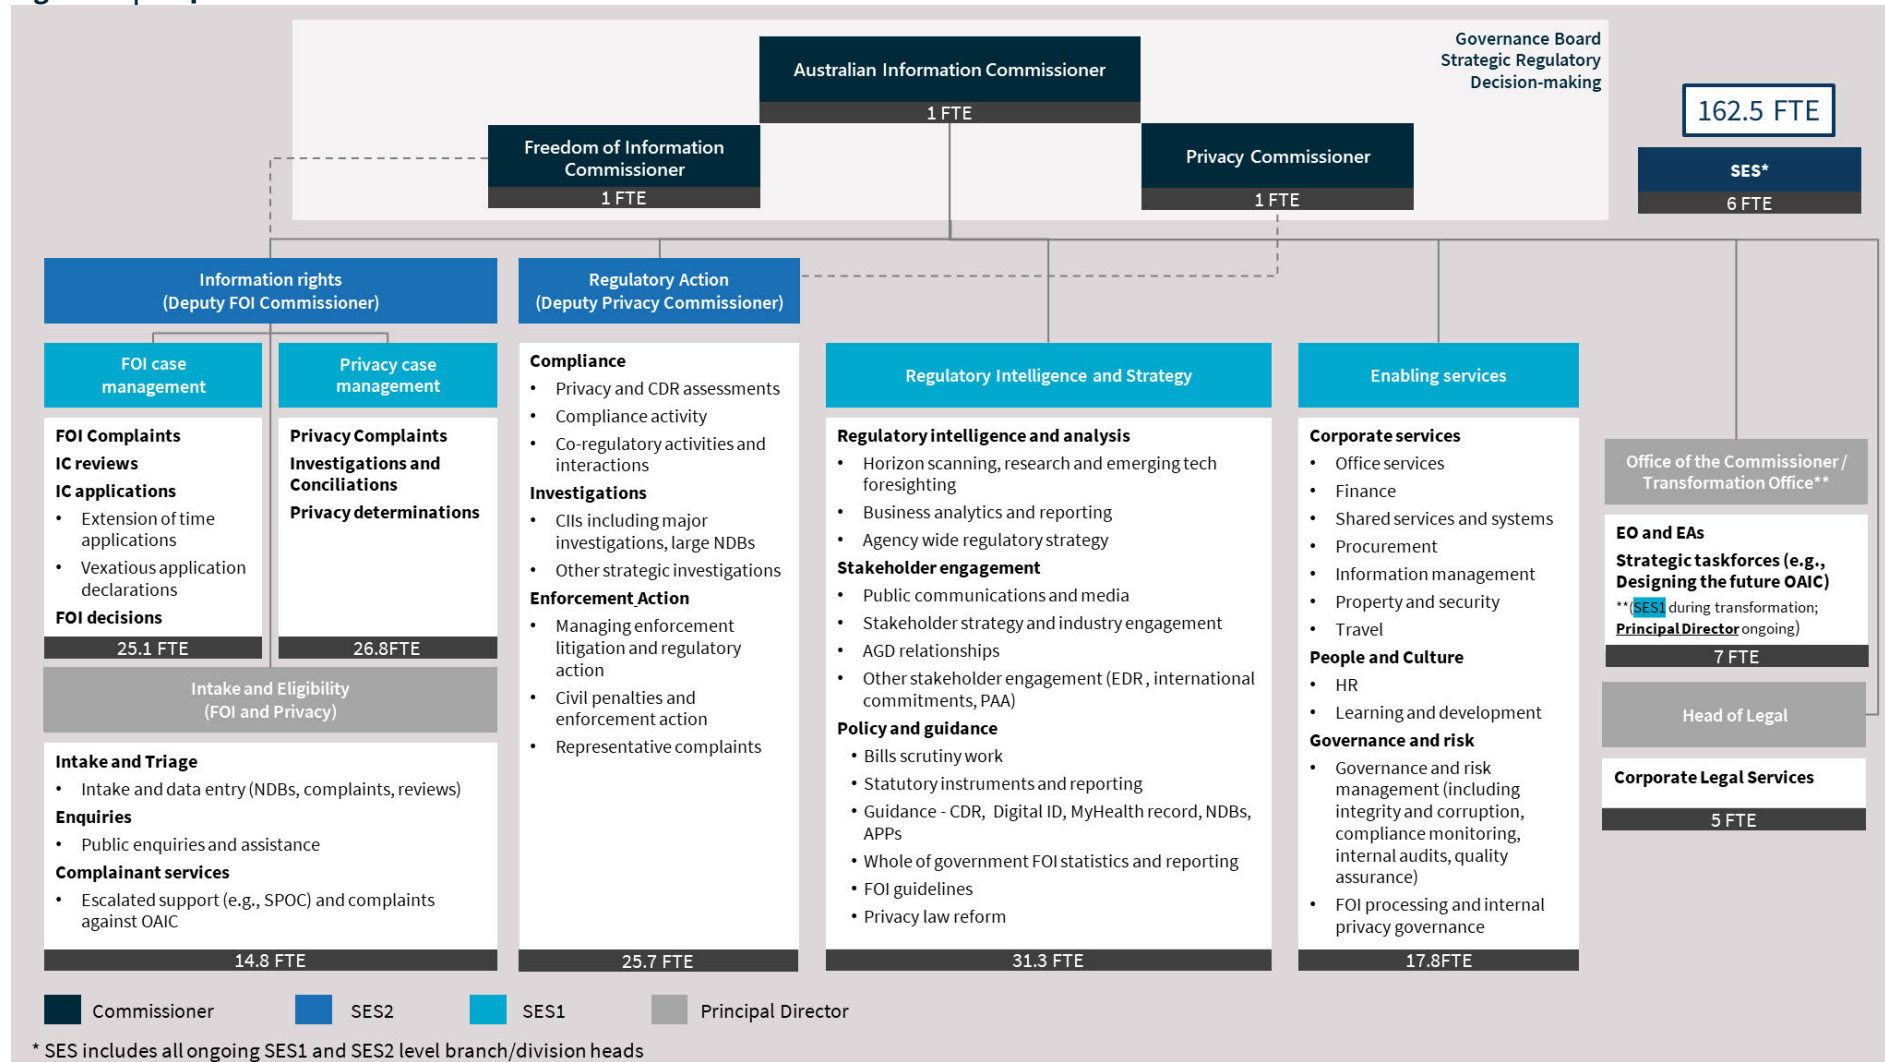 Australian Information Commissioner
1 FTE
Governance Board
Strategic Regulatory
Decision-making
162.5 FTE
SES*
6 FTE
Freedom of Information
Commissioner
1 FTE
Privacy Commissioner
1 FTE
Information rights
(Deputy FOI Commissioner)
FOI case
management
FOI Complaints
IC reviews
IC applications
• Extension of time
applications
• Vexatious application
declarations
FOI decisions
25.1 FTE
Privacy case
management
Privacy Complaints
Investigations and
Conciliations
Privacy determinations
26.8FTE
Intake and Eligibility
(FOI and Privacy)
Intake and Triage
• Intake and data entry (NDBs, complaints, reviews)
Enquiries
• Public enquiries and assistance
Complainant services
• Escalated support (e.g., SPOC) and complaints
against OAIC
14.8 FTE
Regulatory Action
(Deputy Privacy Commissioner)
Compliance
• Privacy and CDR assessments
• Compliance activity
• Co-regulatory activities and
interactions
Investigations
• CIIs including major
investigations, large NDBs
• Other strategic investigations
Enforcement Action
• Managing enforcement
litigation and regulatory
action
• Civil penalties and
enforcement action
• Representative complaints
25.7 FTE
Regulatory Intelligence and Strategy
Regulatory intelligence and analysis
• Horizon scanning, research and emerging tech
foresighting
• Business analytics and reporting
• Agency wide regulatory strategy
Stakeholder engagement
• Public communications and media
• Stakeholder strategy and industry engagement
• AGD relationships
• Other stakeholder engagement (EDR , international
commitments, PAA)
Policy and guidance
• Bills scrutiny work
• Statutory instruments and reporting
• Guidance - CDR, Digital ID, MyHealth record, NDBs,
APPs
• Whole of government FOI statistics and reporting
• FOI guidelines
• Privacy law reform
31.3 FTE
Enabling services
Corporate services
• Office services
• Finance
• Shared services and systems
• Procurement
• Information management
• Property and security
• Travel
People and Culture
• HR
• Learning and development
Governance and risk
• Governance and risk
management (including
integrity and corruption,
compliance monitoring,
internal audits, quality
assurance)
• FOI processing and internal
privacy governance
17.8FTE
Office of the Commissioner /
Transformation Office**
EO and EAs
Strategic taskforces (e.g.,
Designing the future OAIC)
**(SES1 during transformation;
Principal Director ongoing)
7 FTE
Head of Legal
Corporate Legal Services
5 FTE
Commissioner
SES2
SES1
Principal Director
* SES includes all ongoing SES1 and SES2 level branch/division heads